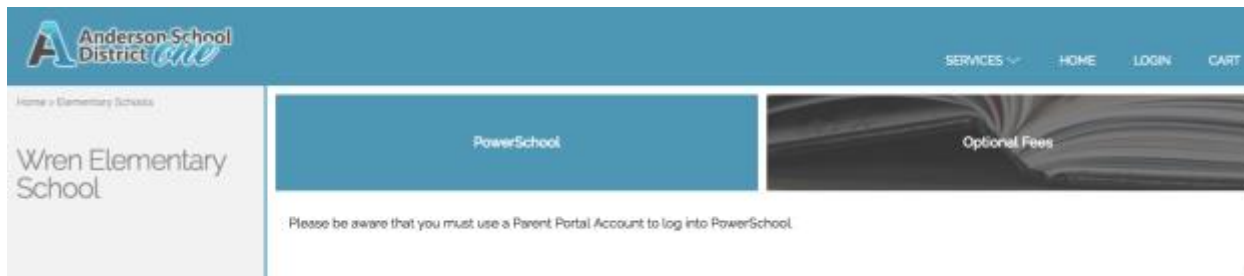 Anderson School
District one
SERVICES
HOME
LOGIN
CART
Home > Elementary Schools
Wren Elementary
School
PowerSchool
Optional Fees
Please be aware that you must use a Parent Portal Account to log into PowerSchool.